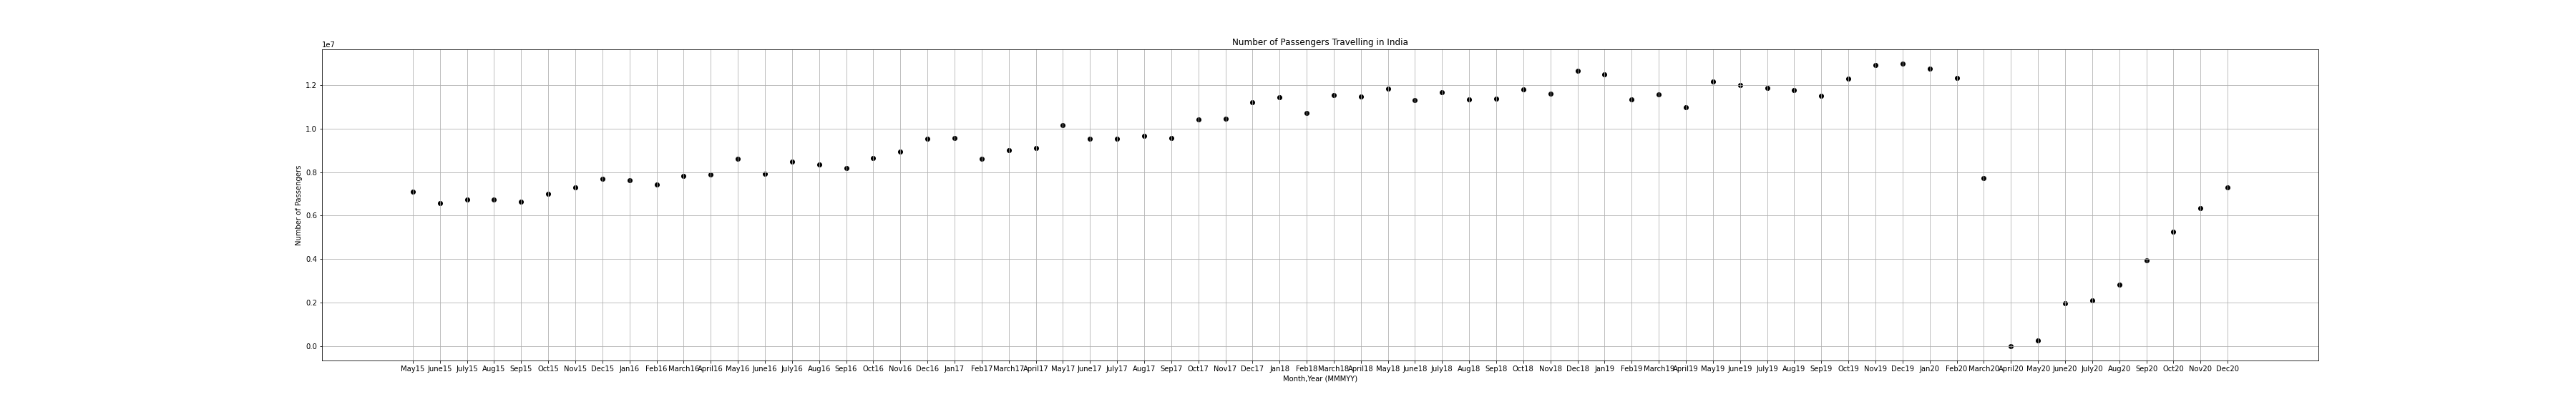 Number of Passengers Travelling in India
1e7
1.2
1.0
0.8
0.6
0.4
0.2
0.0
Number of Passengers
May15 June15 July15 Aug15 Sep15 Oct15 Nov15 Dec15 Jan16 Feb16 March16 April16 May16 June16 July16 Aug16 Sep16 Oct16 Nov16 Dec16 Jan17 Feb17 March17 April17 May17 June17 July17 Aug17 Sep17 Oct17 Nov17 Dec17 Jan18 Feb18 March18 April18 May18 June18 July18 Aug18 Sep18 Oct18 Nov18 Dec18 Jan19 Feb19 March19 April19 May19 June19 July19 Aug19 Sep19 Oct19 Nov19 Dec19 Jan20 Feb20 March20 April20 May20 June20 July20 Aug20 Sep20 Oct20 Nov20 Dec20
Month,Year (MMMYY)